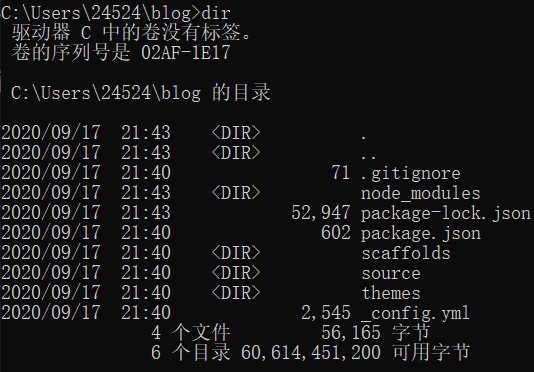 C:\Users\24524\blog>dir
驱动器 C 中的卷没有标签。
卷的序列号是 02AF-1E17
C:\Users\24524\blog 的目录
2020/09/17  21:43    <DIR>          .
2020/09/17  21:43    <DIR>          ..
2020/09/17  21:40                71 .gitignore
2020/09/17  21:43    <DIR>          node_modules
2020/09/17  21:43            52,947 package-lock.json
2020/09/17  21:40               602 package.json
2020/09/17  21:40    <DIR>          scaffolds
2020/09/17  21:40    <DIR>          source
2020/09/17  21:40    <DIR>          themes
2020/09/17  21:40             2,545 _config.yml
4 个文件         56,165 字节
6 个目录 60,614,451,200 可用字节